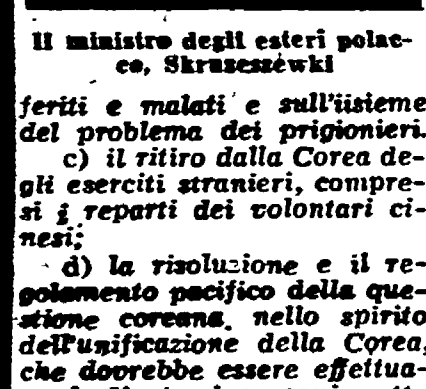 Il ministro degli esteri polac-
co, Skrzeszéwki
feriti e malati e sull'iisieme
del problema dei prigionieri.
c) il ritiro dalla Corea de-
gli eserciti stranieri, compre-
si i reparti dei volontari ci-
nesi;
d) la risoluzione e il re-
golamento pacifico della que-
stione coreana. nello spirito
dell'unificazione della Corea,
che dovrebbe essere effettua-